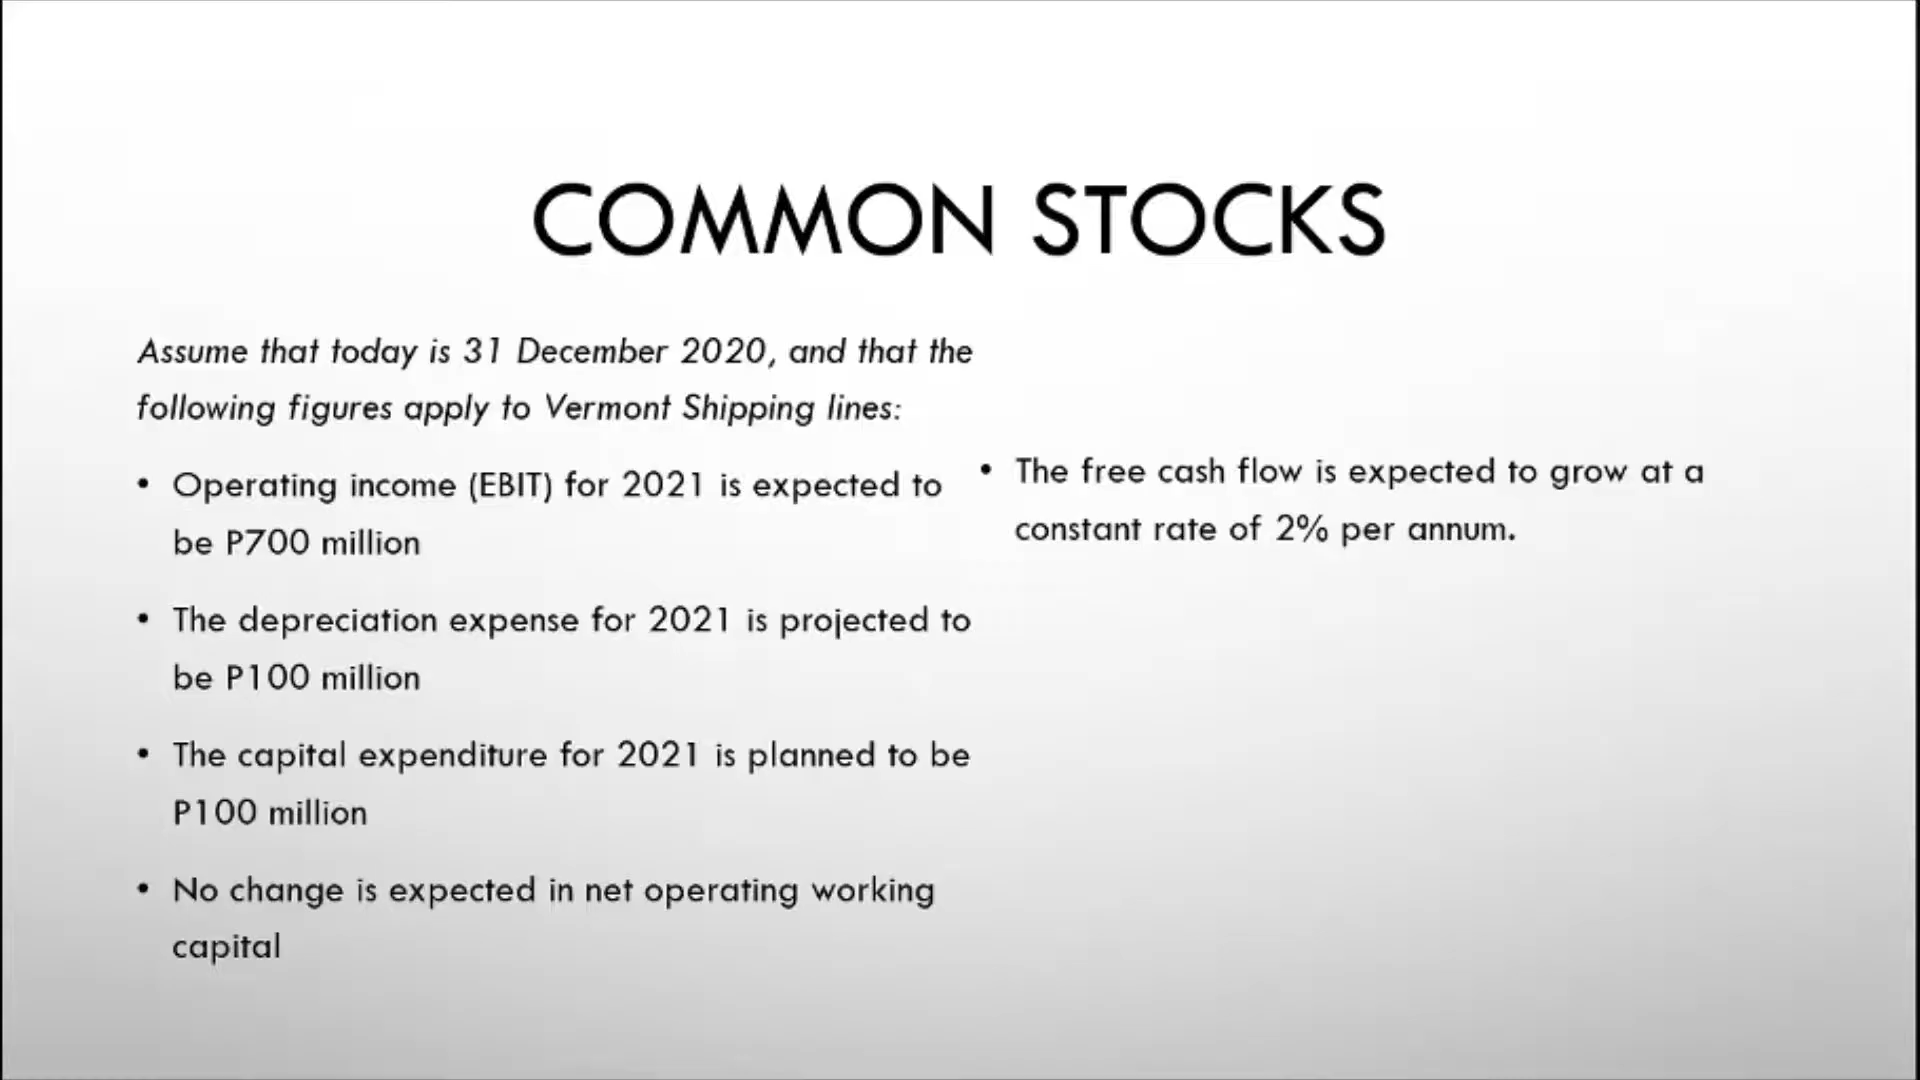 COMMON STOCKS
Assume that today is 31 December 2020, and that the
following figures apply to Vermont Shipping lines:
• Operating income (EBIT) for 2021 is expected to
be P700 million
• The depreciation expense for 2021 is projected to
be P100 million
• The capital expenditure for 2021 is planned to be
P100 million
• No change is expected in net operating working
capital
• The free cash flow is expected to grow at a
constant rate of 2% per annum.